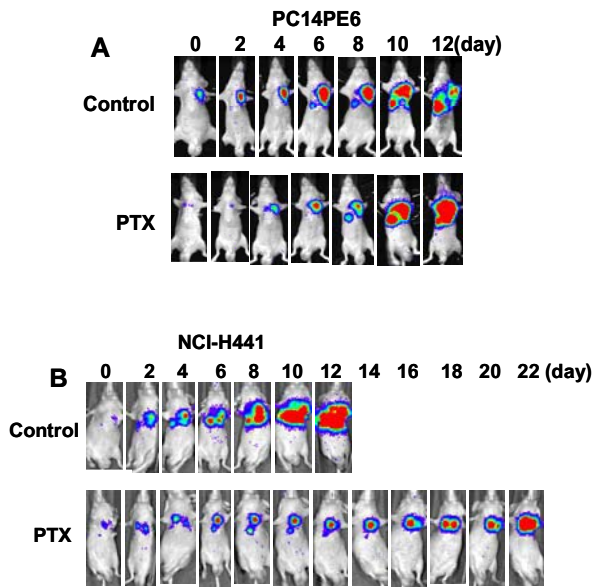 PC14PE6
A
0 2 4 6 8 10 12(day)
Control
PTX
NCI-H441
B
0 2 4 6 8 10 12 14 16 18 20 22 (day)
Control
PTX